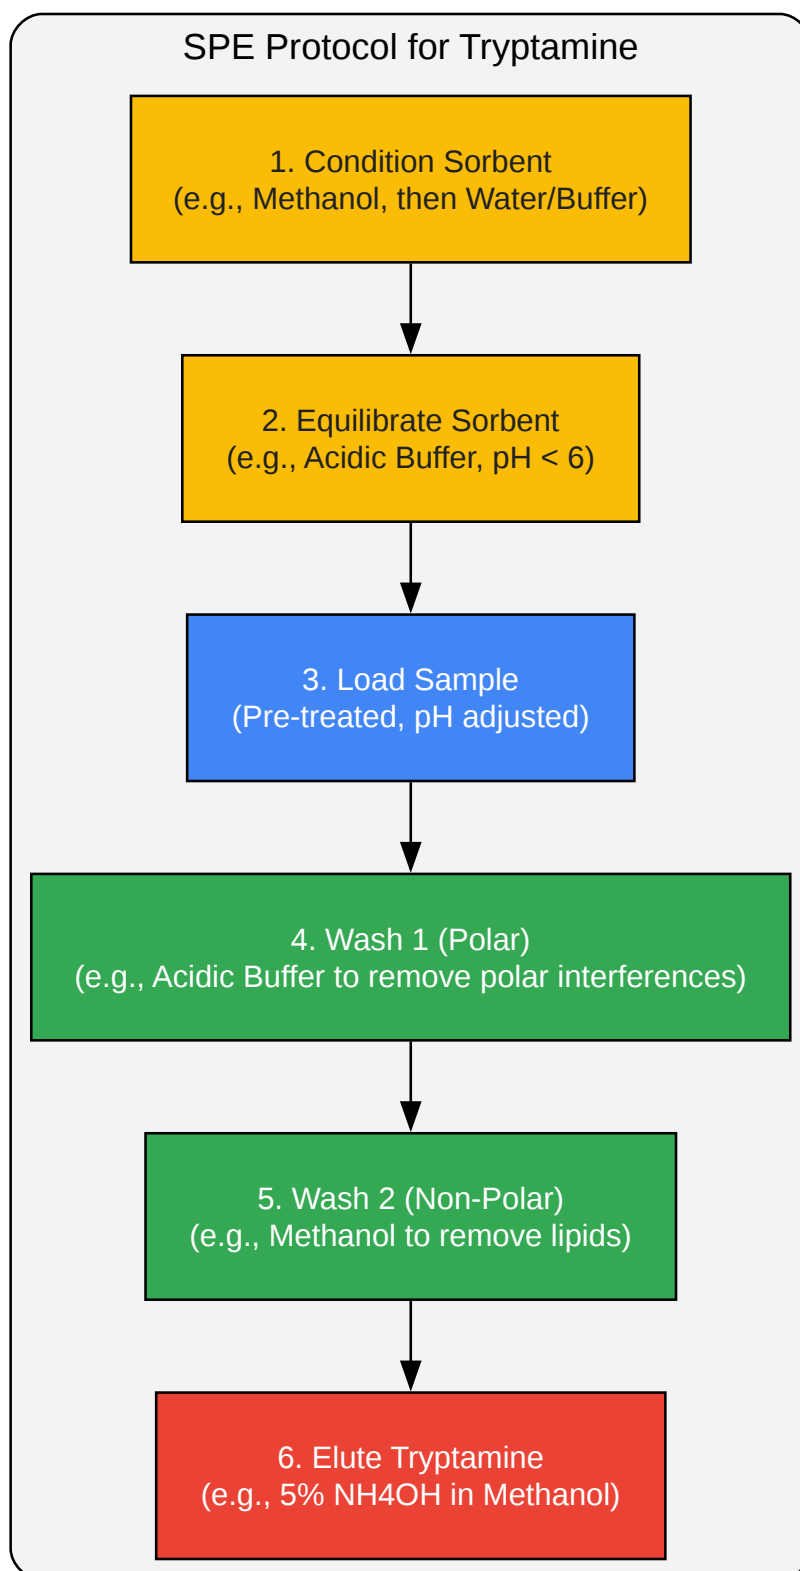 SPE Protocol for Tryptamine
1. Condition Sorbent
(e.g., Methanol, then Water/Buffer)
2. Equilibrate Sorbent
(e.g., Acidic Buffer, pH < 6)
3. Load Sample
(Pre-treated, pH adjusted)
4. Wash 1 (Polar)
(e.g., Acidic Buffer to remove polar interferences)
5. Wash 2 (Non-Polar)
(e.g., Methanol to remove lipids)
6. Elute Tryptamine
(e.g., 5% NH4OH in Methanol)